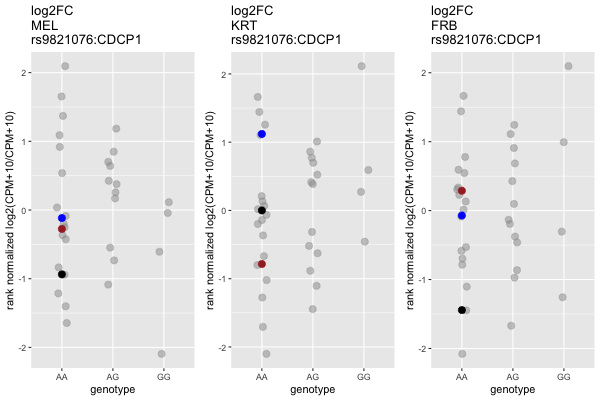 log2FC
MEL
rs9821076:CDCP1
rank normalized log2(CPM+10/CPM+10)
2
1
0
-1
-2
AA
AG
GG
genotype
log2FC
KRT
rs9821076:CDCP1
rank normalized log2(CPM+10/CPM+10)
2
1
0
-1
-2
AA
AG
GG
genotype
log2FC
FRB
rs9821076:CDCP1
rank normalized log2(CPM+10/CPM+10)
2
1
0
-1
-2
AA
AG
GG
genotype